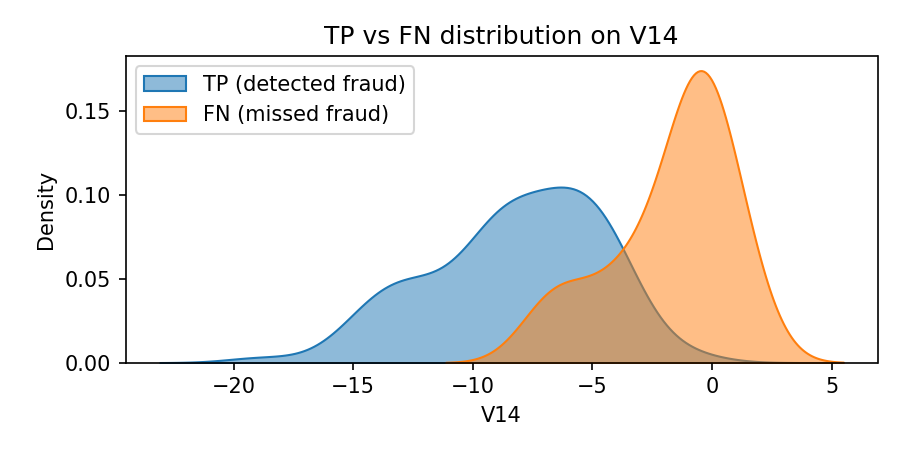 TP vs FN distribution on V14
TP (detected fraud)
FN (missed fraud)
Density
0.15
0.10
0.05
0.00
−20
−15
−10
−5
0
5
V14